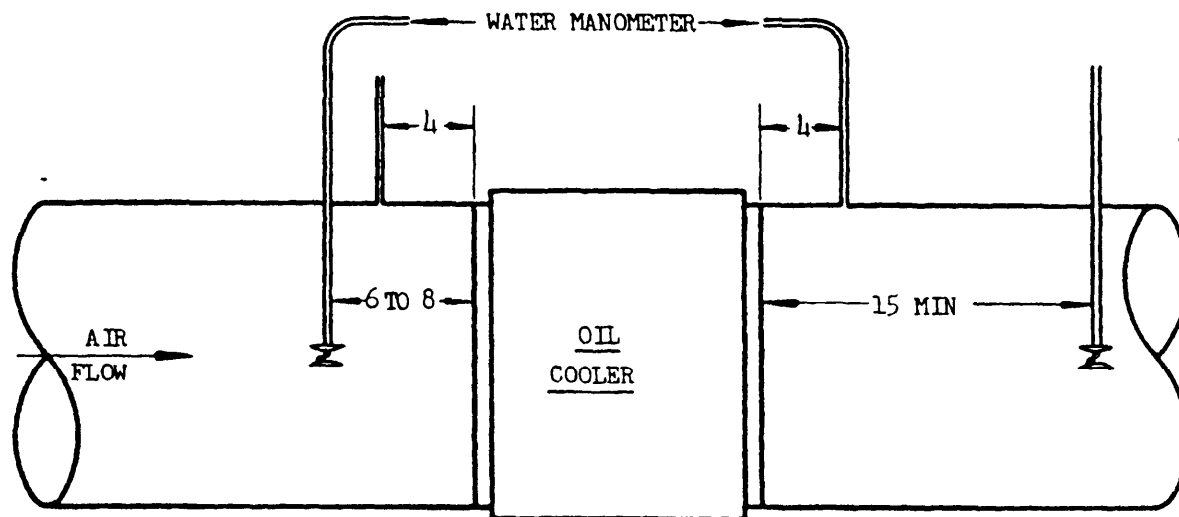 WATER MANOMETER
4
4
6 TO 8
15 MIN
AIR
FLOW
OIL
COOLER